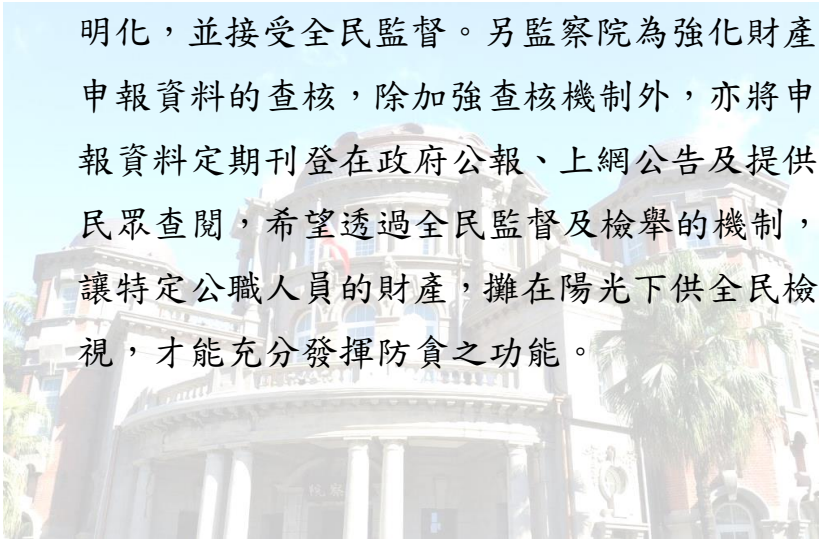 明化，並接受全民監督。另監察院為強化財產
申報資料的查核，除加強查核機制外，亦將申
報資料定期刊登在政府公報、上網公告及提供
民眾查閱，希望透過全民監督及檢舉的機制，
讓特定公職人員的財產，攤在陽光下供全民檢
視，才能充分發揮防貪之功能。
院察